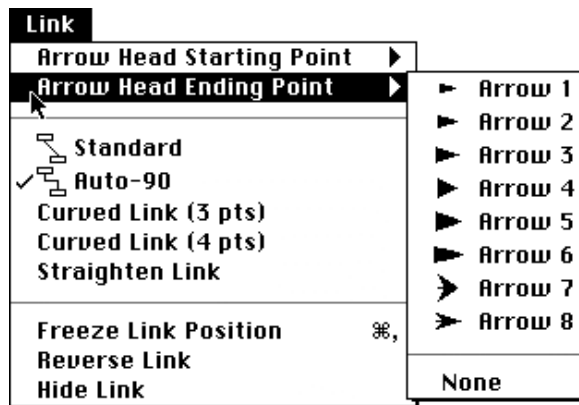 Link
Arrow Head Starting Point
Arrow Head Ending Point
Standard
Auto-90
Curved Link (3 pts)
Curved Link (4 pts)
Straighten Link
Freeze Link Position ⌘,
Reverse Link
Hide Link
Arrow 1
Arrow 2
Arrow 3
Arrow 4
Arrow 5
Arrow 6
Arrow 7
Arrow 8
None